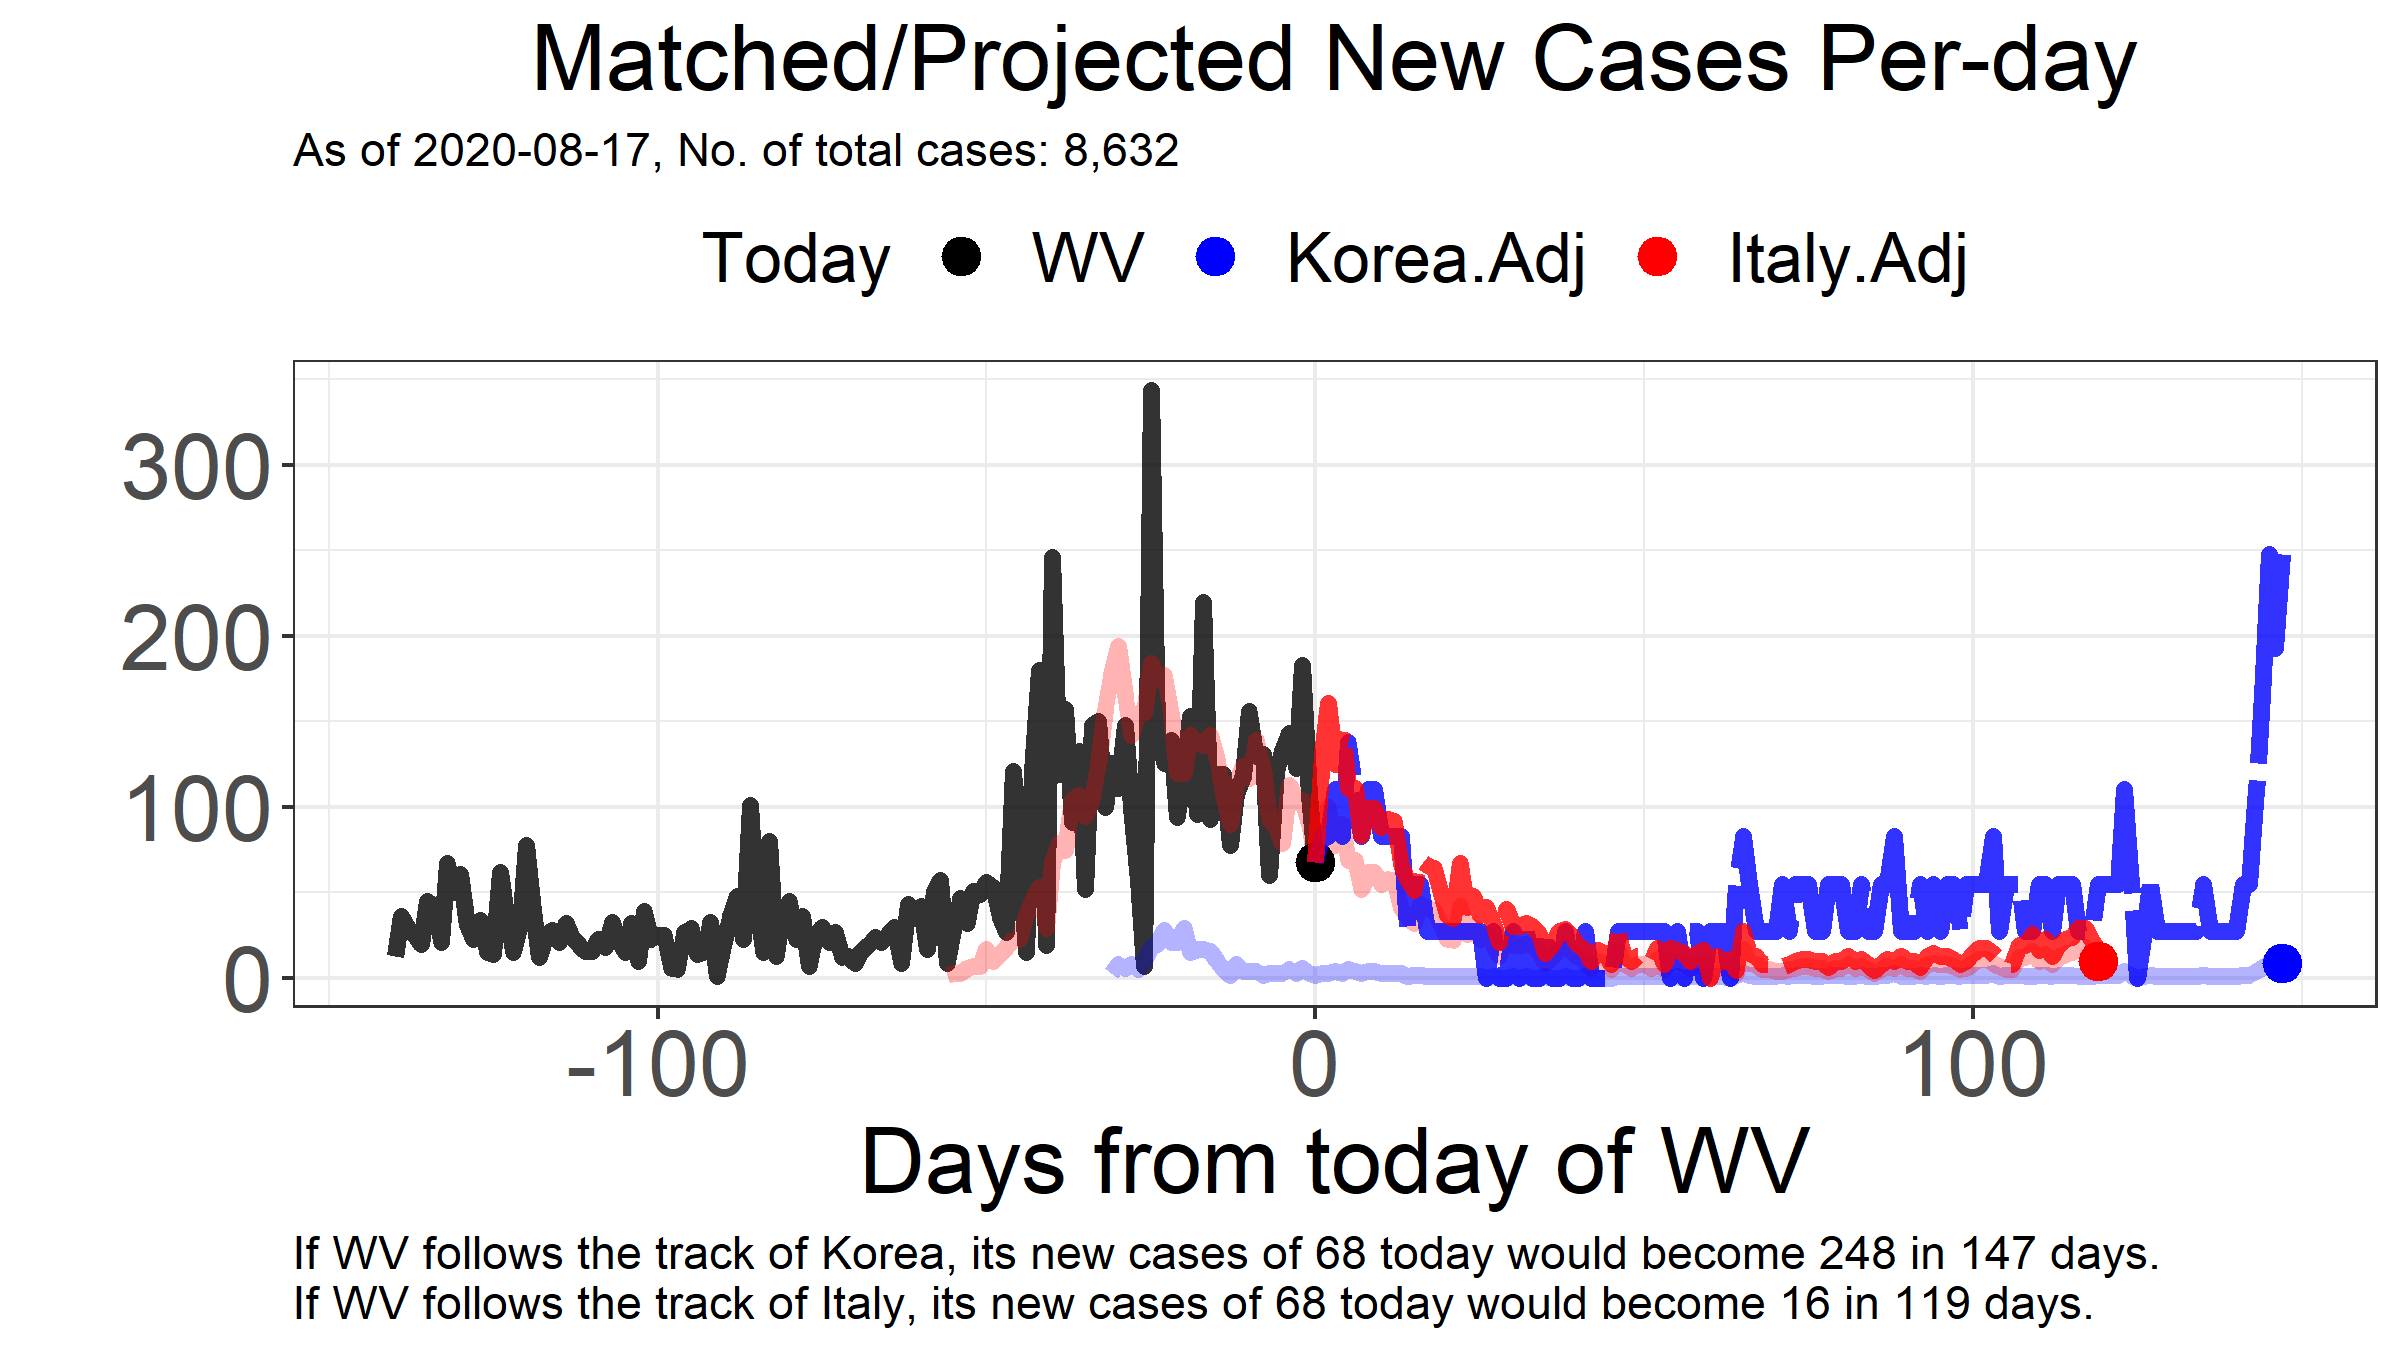 Matched/Projected New Cases Per-day
As of 2020-08-17, No. of total cases: 8,632
Today WV Korea.Adj Italy.Adj
300
200
100
0
-100 0 100
Days from today of WV
If WV follows the track of Korea, its new cases of 68 today would become 248 in 147 days.
If WV follows the track of Italy, its new cases of 68 today would become 16 in 119 days.